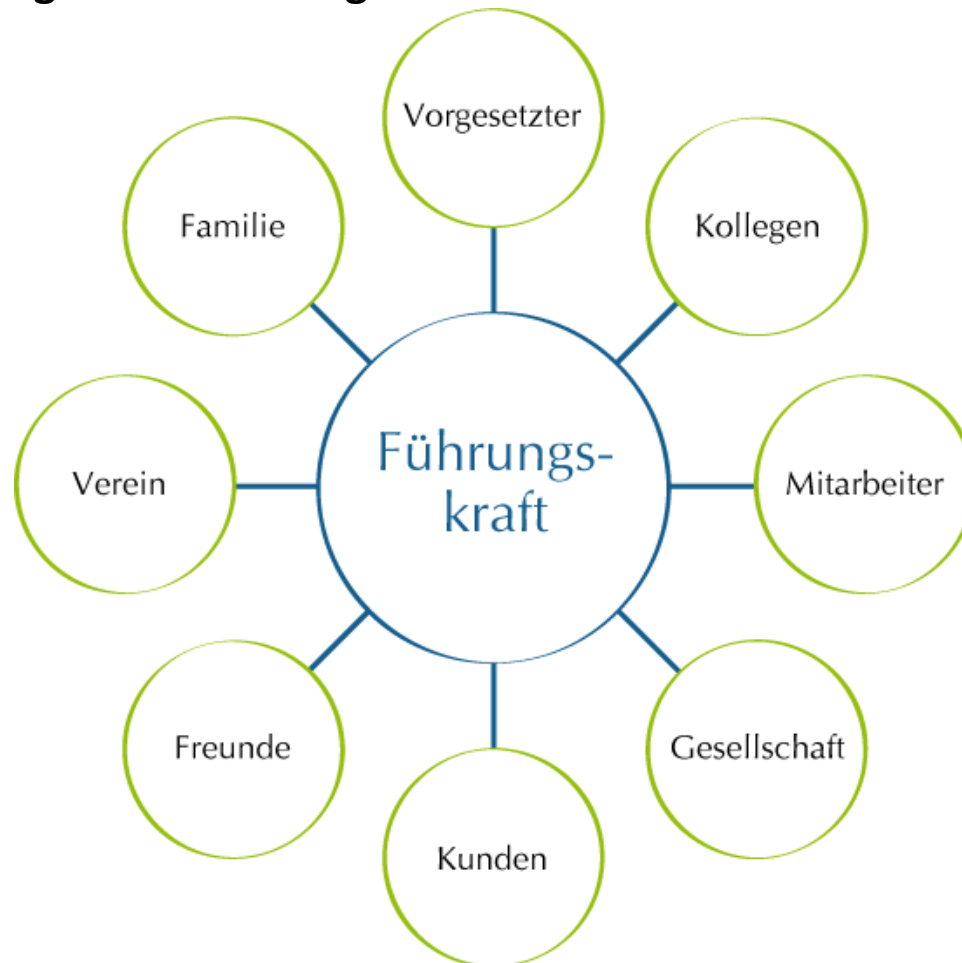 Vorgesetzter
Familie
Kollegen
Führungs-
kraft
Verein
Mitarbeiter
Freunde
Gesellschaft
Kunden